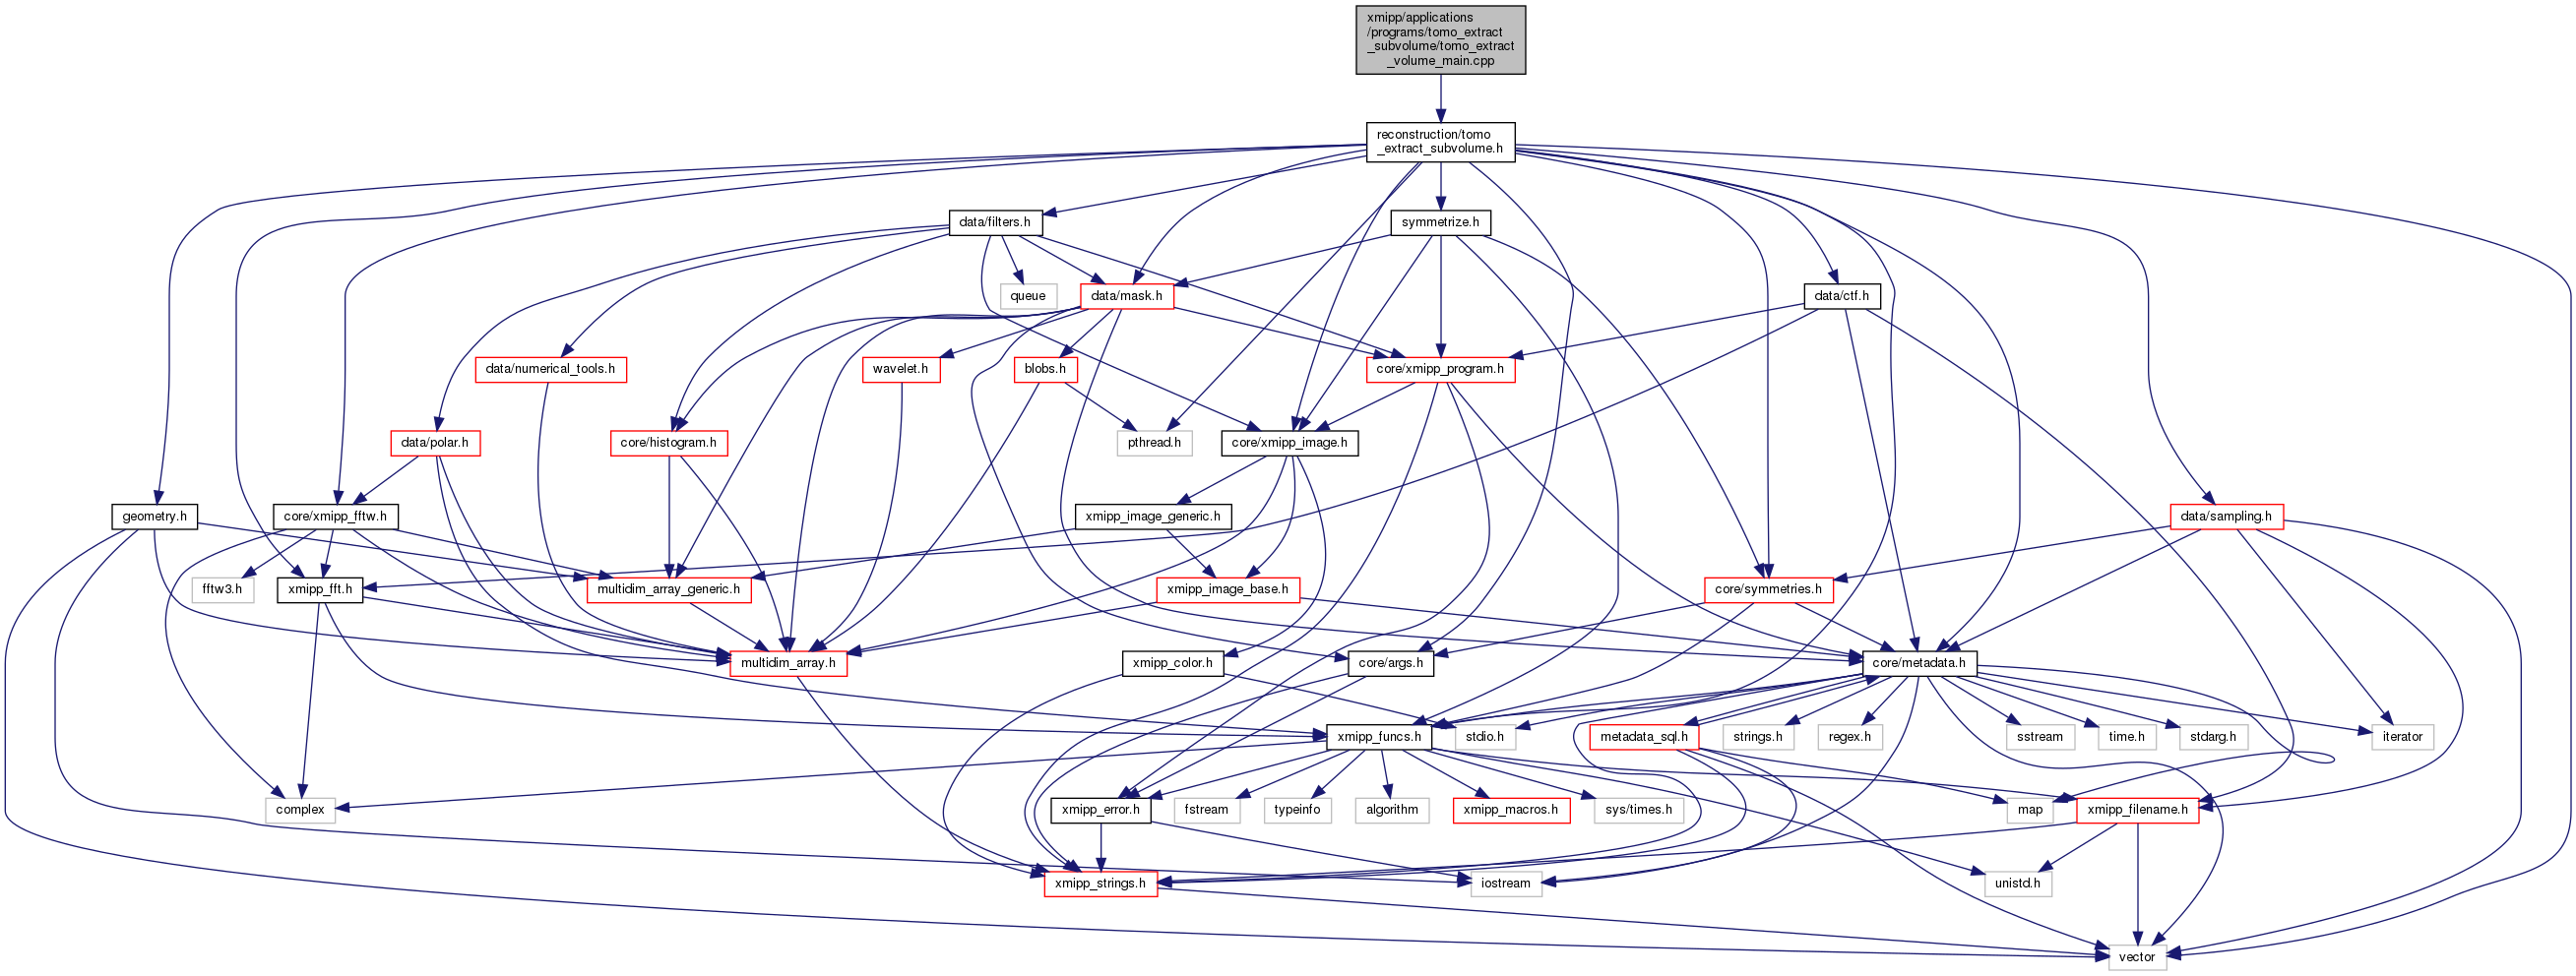 xmipp/applications
/programs/tomo_extract
_subvolume/tomo_extract
_volume_main.cpp
reconstruction/tomo
_extract_subvolume.h
data/filters.h
symmetrize.h
queue
data/mask.h
data/ctf.h
data/numerical_tools.h
wavelet.h
blobs.h
core/xmipp_program.h
data/polar.h
core/histogram.h
pthread.h
core/xmipp_image.h
geometry.h
core/xmipp_fftw.h
xmipp_image_generic.h
data/sampling.h
fftw3.h
xmipp_fft.h
multidim_array_generic.h
xmipp_image_base.h
core/symmetries.h
multidim_array.h
xmipp_color.h
core/args.h
core/metadata.h
xmipp_funcs.h
stdio.h
metadata_sql.h
strings.h
regex.h
sstream
time.h
stdarg.h
iterator
complex
xmipp_error.h
fstream
typeinfo
algorithm
xmipp_macros.h
sys/times.h
map
xmipp_filename.h
xmipp_strings.h
iostream
unistd.h
vector